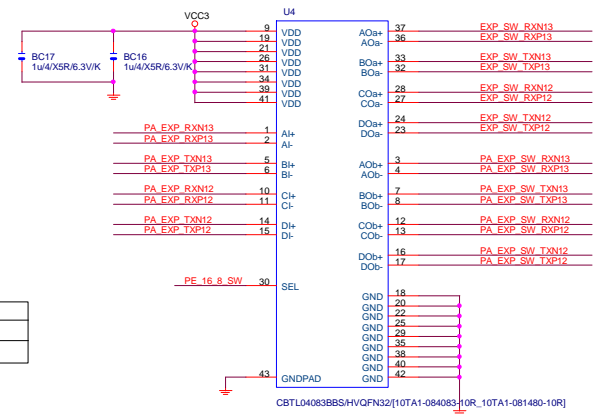 VCC3
U4
BC17
1u/4/X5R/6.3V/K
BC16
1u/4/X5R/6.3V/K
9 VDD
19 VDD
21 VDD
26 VDD
31 VDD
34 VDD
39 VDD
41 VDD
PA_EXP_RXN13 1 AI+
PA_EXP_RXP13 2 AI-
PA_EXP_TXN13 5 BI+
PA_EXP_TXP13 6 BI-
PA_EXP_RXN12 10 CI+
PA_EXP_RXP12 11 CI-
PA_EXP_TXN12 14 DI+
PA_EXP_TXP12 15 DI-
PE_16_8_SW 30 SEL
43 GNDPAD
AOa+ 37 EXP_SW_RXN13
AOa- 36 EXP_SW_RXP13
BOa+ 33 EXP_SW_TXN13
BOa- 32 EXP_SW_TXP13
COa+ 28 EXP_SW_RXN12
COa- 27 EXP_SW_RXP12
DOa+ 24 EXP_SW_TXN12
DOa- 23 EXP_SW_TXP12
AOb+ 3 PA_EXP_SW_RXN13
AOb- 4 PA_EXP_SW_RXP13
BOb+ 7 PA_EXP_SW_TXN13
BOb- 8 PA_EXP_SW_TXP13
COb+ 12 PA_EXP_SW_RXN12
COb- 13 PA_EXP_SW_RXP12
DOb+ 16 PA_EXP_SW_TXN12
DOb- 17 PA_EXP_SW_TXP12
GND 18
GND 20
GND 22
GND 25
GND 29
GND 35
GND 38
GND 40
GND 42
CBTL04083BBS/HVQFN32/[10TA1-084083-10R_10TA1-081480-10R]